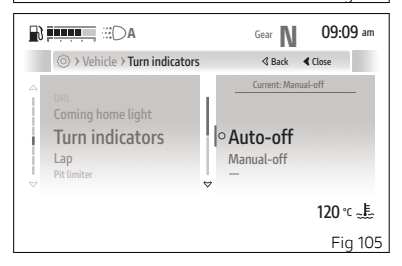 A
Gear N
09:09 am
Vehicle > Turn indicators
Back
Close
DRL
Coming home light
Turn indicators
Lap
Pit limiter
Current: Manual-off
Auto-off
Manual-off
—
120 °C
Fig 105